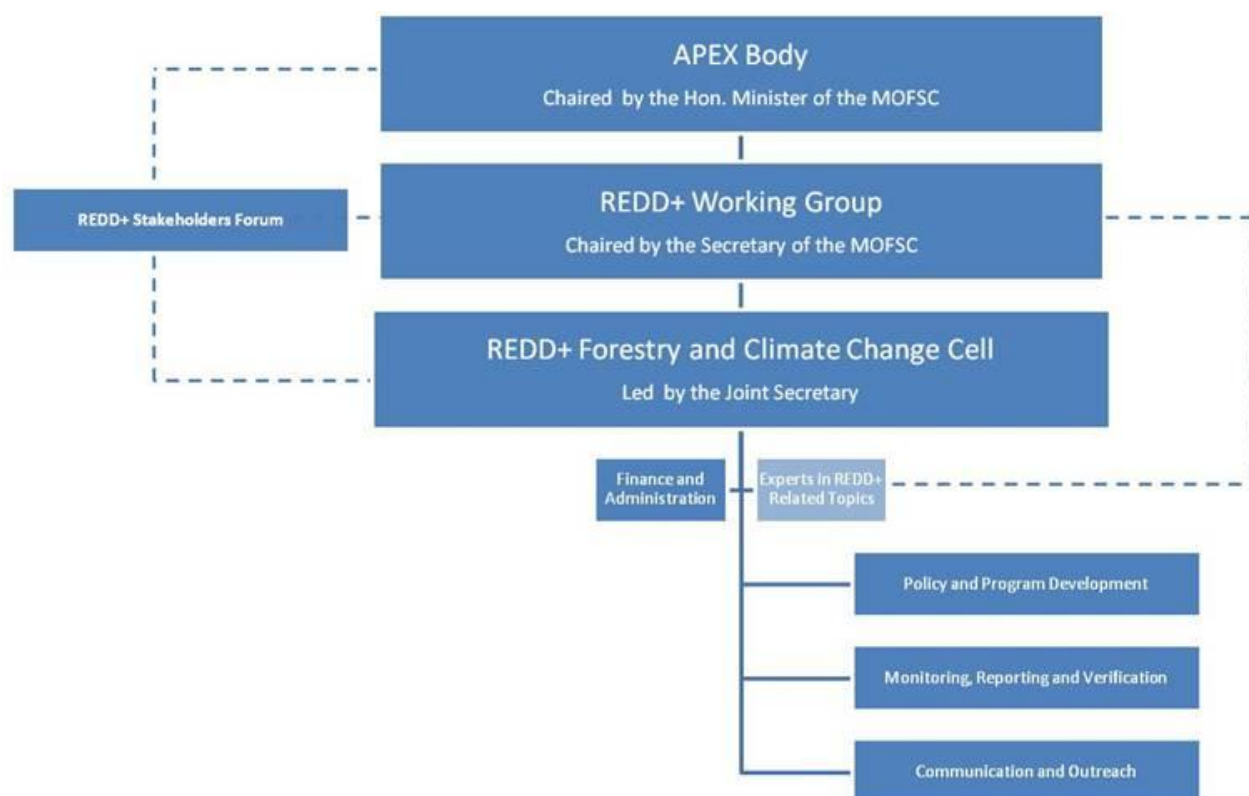 APEX Body
Chaired by the Hon. Minister of the MOFSC
REDD+ Stakeholders Forum
REDD+ Working Group
Chaired by the Secretary of the MOFSC
REDD+ Forestry and Climate Change Cell
Led by the Joint Secretary
Finance and
Administration
Experts in REDD+
Related Topics
Policy and Program Development
Monitoring, Reporting and Verification
Communication and Outreach